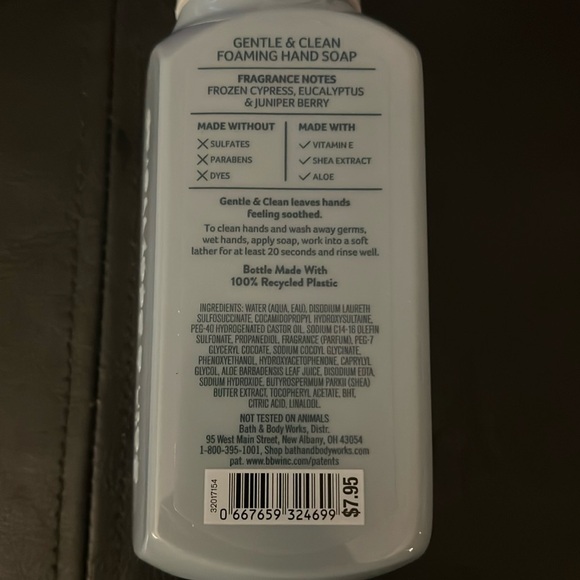 GENTLE & CLEAN
FOAMING HAND SOAP
FRAGRANCE NOTES
FROZEN CYPRESS, EUCALYPTUS
& JUNIPER BERRY
MADE WITHOUT
SULFATES
PARABENS
DYES
MADE WITH
VITAMIN E
SHEA EXTRACT
ALOE
Gentle & Clean leaves hands
feeling soothed.
To clean hands and wash away germs,
wet hands, apply soap, work into a soft
lather for at least 20 seconds and rinse well.
Bottle Made With
100% Recycled Plastic
INGREDIENTS: WATER (AQUA, EAU), DISODIUM LAURETH
SULFOSUCCINATE, COCAMIDOPROPYL HYDROXYSULTAINE,
PEG-40 HYDROGENATED CASTOR OIL, SODIUM C14-16 OLEFIN
SULFONATE, PROPANEDIOL, FRAGRANCE (PARFUM), PEG-7
GLYCERYL COCOATE, SODIUM COCOYL GLYCINATE,
PHENOXYETHANOL, HYDROXYACETOPHENONE, CAPRYLYL
GLYCOL, ALOE BARBADENSIS LEAF JUICE, DISODIUM EDTA,
SODIUM HYDROXIDE, BUTYROSPERMUM PARKII (SHEA)
BUTTER EXTRACT, TOCOPHERYL ACETATE, BHT,
CITRIC ACID, LINALOOL.
NOT TESTED ON ANIMALS
Bath & Body Works, Distr.
95 West Main Street, New Albany, OH 43054
1-800-395-1001, Shop bathandbodyworks.com
pat. www.bbwinc.com/patents
32017154
0 667659 324699
$7.95